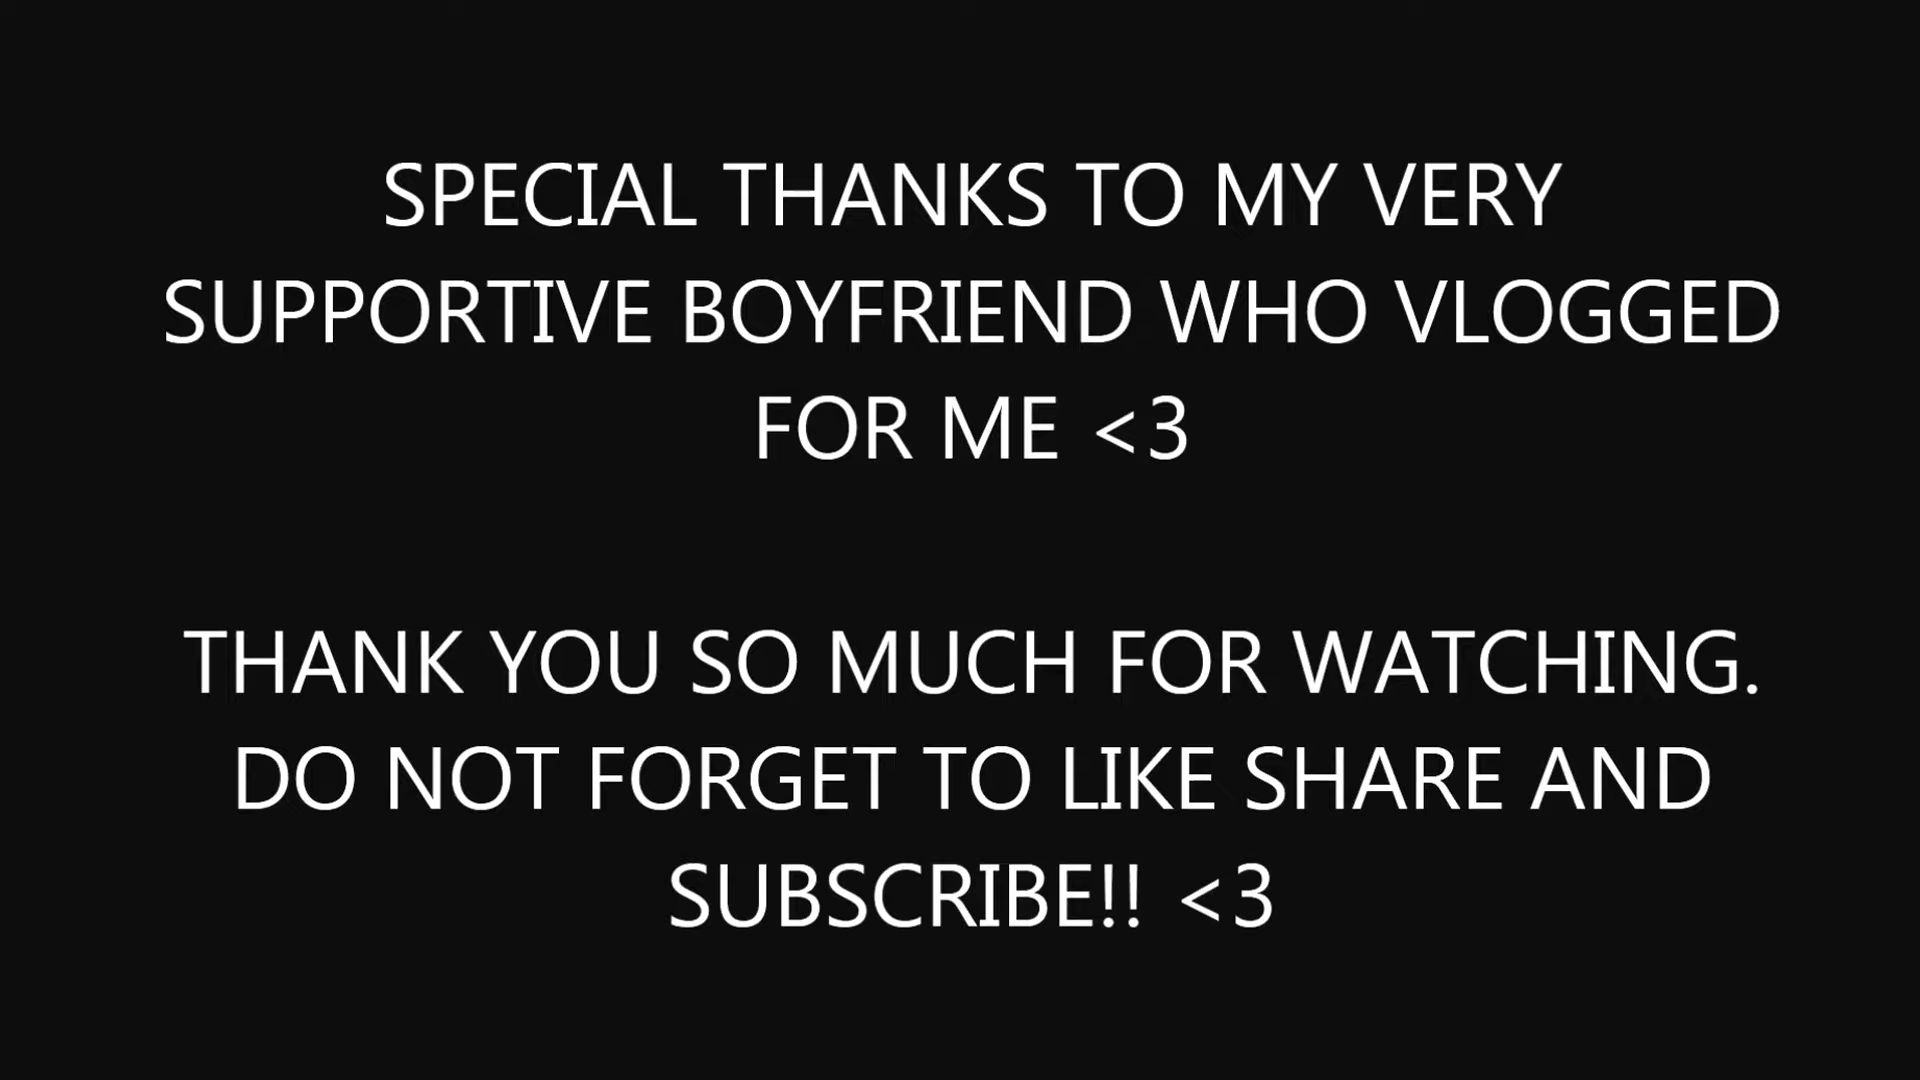 SPECIAL THANKS TO MY VERY
SUPPORTIVE BOYFRIEND WHO VLOGGED
FOR ME <3
THANK YOU SO MUCH FOR WATCHING.
DO NOT FORGET TO LIKE SHARE AND
SUBSCRIBE!! <3